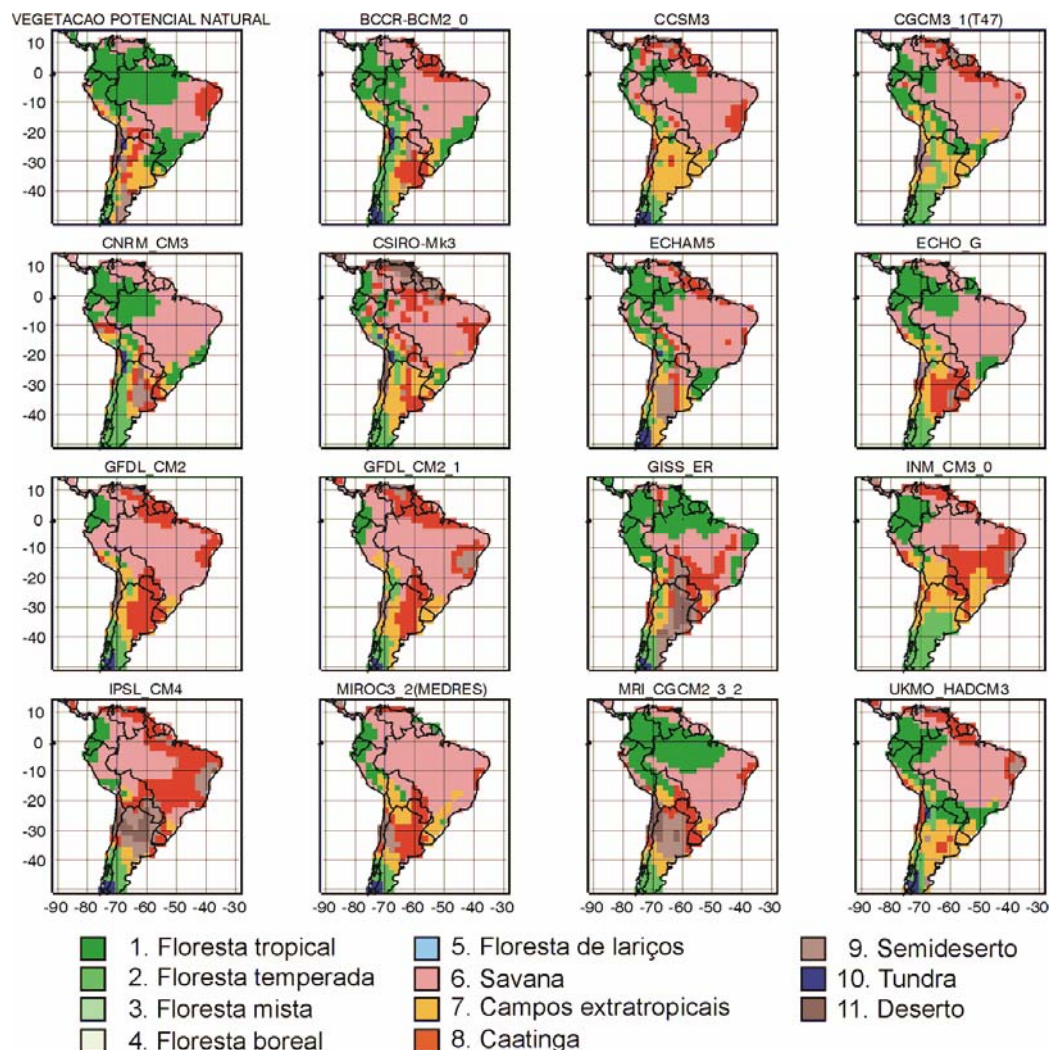 VEGETACAO POTENCIAL NATURAL BCCR-BCM2_0 CCSM3 CGCM3_1(T47)
10
0
-10
-20
-30
-40
CNRM_CM3 CSIRO-Mk3 ECHAM5 ECHO_G
10
0
-10
-20
-30
-40
GFDL_CM2 GFDL_CM2_1 GISS_ER INM_CM3_0
10
0
-10
-20
-30
-40
IPSL_CM4 MIROC3_2(MEDRES) MRI_CGCM2_3_2 UKMO_HADCM3
10
0
-10
-20
-30
-40
-90 -80 -70 -60 -50 -40 -30 -90 -80 -70 -60 -50 -40 -30 -90 -80 -70 -60 -50 -40 -30 -90 -80 -70 -60 -50 -40 -30
1. Floresta tropical 5. Floresta de lariços 9. Semideserto
2. Floresta temperada 6. Savana 10. Tundra
3. Floresta mista 7. Campos extratropicais 11. Deserto
4. Floresta boreal 8. Caatinga